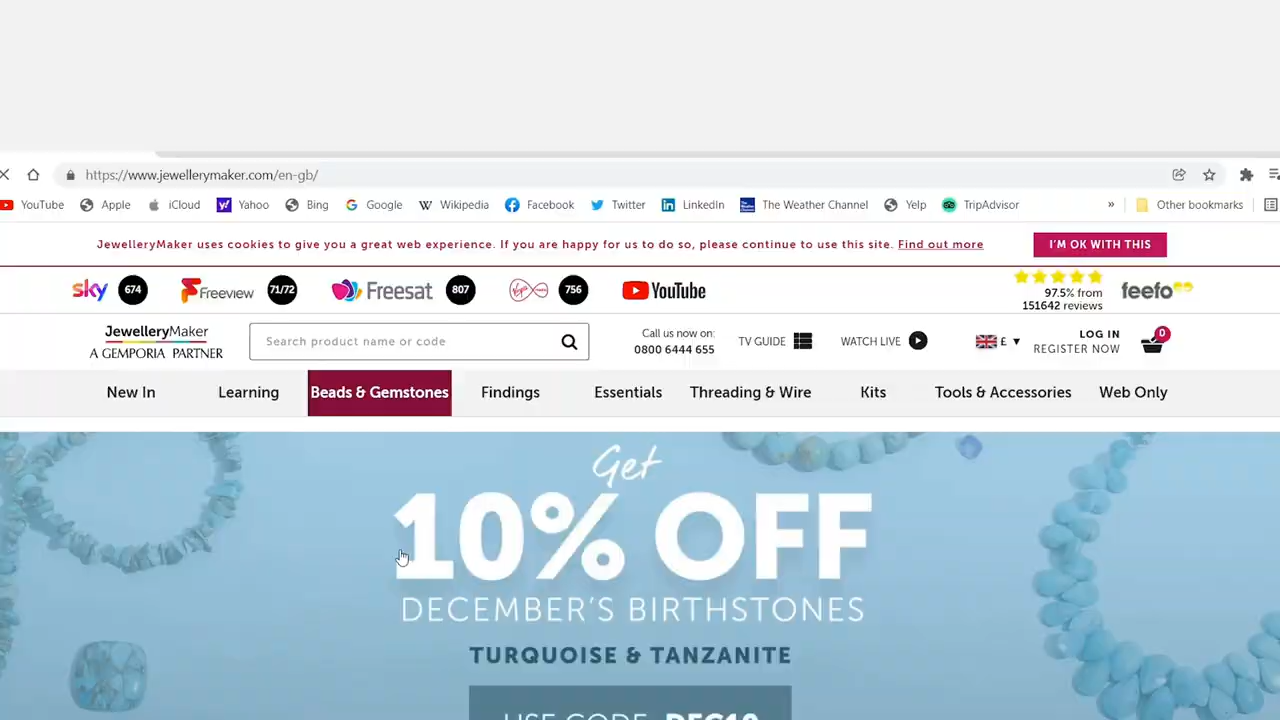 https://www.jewellerymaker.com/en-gb/
YouTube Apple iCloud Yahoo Bing Google Wikipedia Facebook Twitter LinkedIn The Weather Channel Yelp TripAdvisor » Other bookmarks
JewelleryMaker uses cookies to give you a great web experience. If you are happy for us to do so, please continue to use this site. Find out more
I'M OK WITH THIS
sky 674 Freeview 71/72 Freesat 807 756 YouTube
97.5% from
151642 reviews
feefo
JewelleryMaker
A GEMPORIA PARTNER
Search product name or code
Call us now on:
0800 6444 655
TV GUIDE WATCH LIVE £ ▼
LOG IN
REGISTER NOW
0
New In Learning Beads & Gemstones Findings Essentials Threading & Wire Kits Tools & Accessories Web Only
Get
10% OFF
DECEMBER'S BIRTHSTONES
TURQUOISE & TANZANITE
USE CODE DEC10